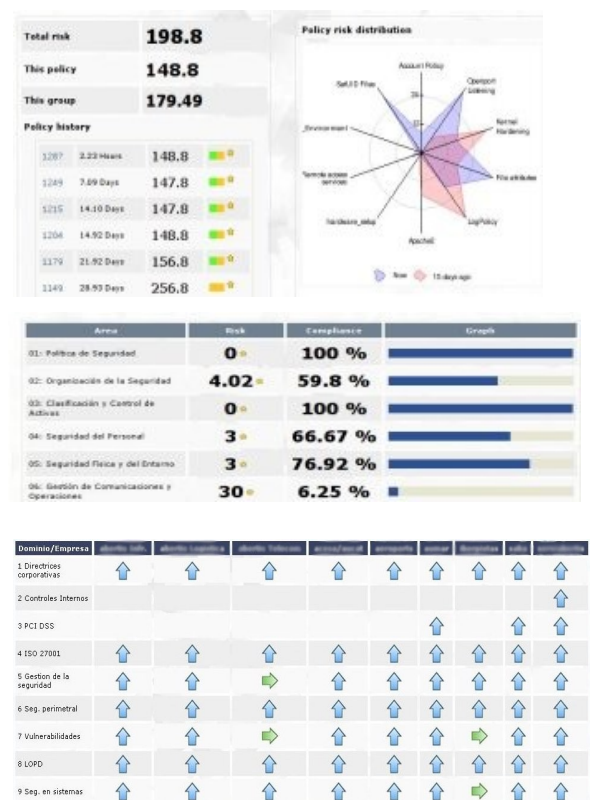 Total risk 198.8
This policy 148.8
This group 179.49
Policy history
1287 2.23 Hours 148.8
1249 7.09 Days 147.8
1215 14.10 Days 147.8
1204 14.92 Days 148.8
1179 21.92 Days 156.8
1149 28.93 Days 256.8
Policy risk distribution
Account Policy
Openport
Listening
Kernel
Hardening
File attributes
LogPolicy
Apache2
hardware_setup
Remote access
services
_Environment
SetUID Files
Now 15 days ago
Area Risk Compliance Graph
01: Politica de Seguridad 0 100 %
02: Organización de la Seguridad 4.02 59.8 %
03: Clasificación y Control de
Activos 0 100 %
04: Seguridad del Personal 3 66.67 %
05: Seguridad Fisica y del Entorno 3 76.92 %
06: Gestión de Comunicaciones y
Operaciones 30 6.25 %
Dominio/Empresa
1 Directrices
corporativas
2 Controles Internos
3 PCI DSS
4 ISO 27001
5 Gestion de la
seguridad
6 Seg. perimetral
7 Vulnerabilidades
8 LOPD
9 Seg. en sistemas